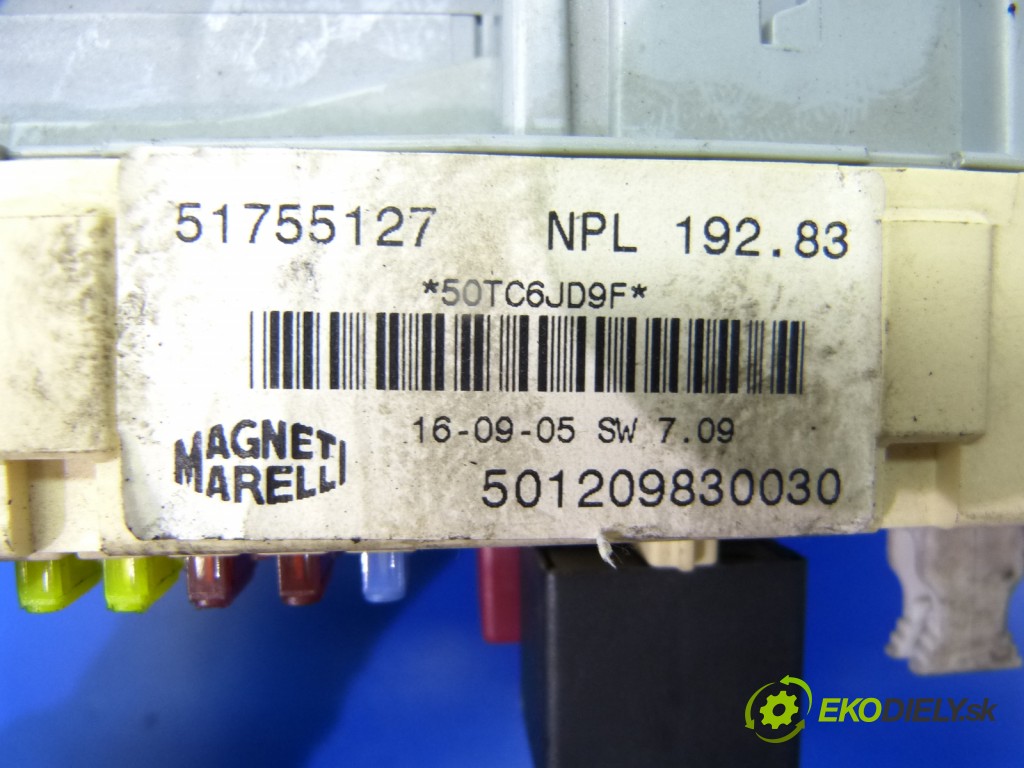 51755127 NPL 192.83
*50TC6JD9F*
16-09-05 SW 7.09
MAGNETI
MARELLI
501209830030
EKODIELY.sk